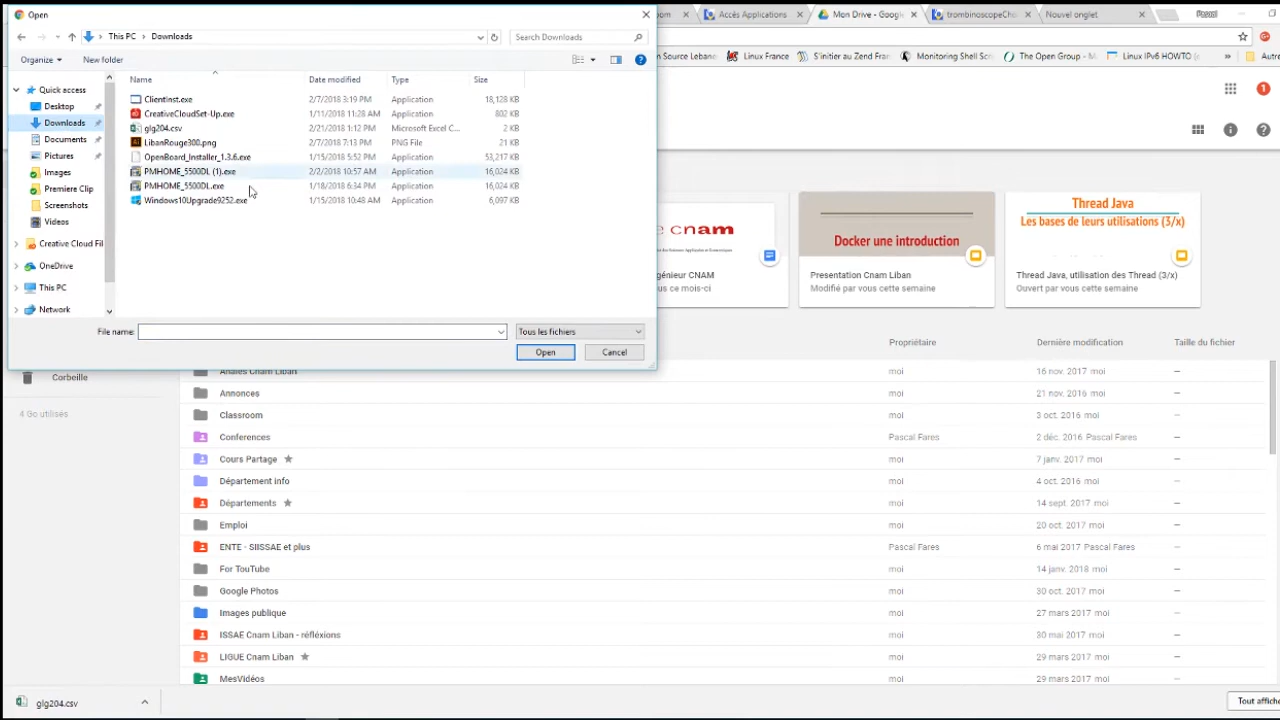 Open
oom
Accès Applications
Mon Drive - Google
trombinoscopeCh
Nouvel onglet
Pascal
This PC > Downloads
Search Downloads
Source Lebane
Linux France
S'initier au Zend Fram
Monitoring Shell Scri
The Open Group - M
Linux IPv6 HOWTO (
»
Autre
Organize
New folder
Name
Date modified
Type
Size
Quick access
Desktop
Downloads
Documents
Pictures
Images
Premiere Clip
Screenshots
Videos
Creative Cloud Fil
OneDrive
This PC
Network
ClientInst.exe 2/7/2018 3:19 PM Application 18,128 KB
CreativeCloudSet-Up.exe 1/11/2018 11:28 AM Application 802 KB
glg204.csv 2/21/2018 1:12 PM Microsoft Excel C... 2 KB
LibanRouge300.png 2/7/2018 7:13 PM PNG File 21 KB
OpenBoard_Installer_1.3.6.exe 1/15/2018 5:52 PM Application 53,217 KB
PMHOME_5500DL (1).exe 2/2/2018 10:57 AM Application 16,024 KB
PMHOME_5500DL.exe 1/18/2018 6:34 PM Application 16,024 KB
Windows10Upgrade9252.exe 1/15/2018 10:48 AM Application 6,097 KB
File name:
Tous les fichiers
Open
Cancel
1
e cnam
génieur CNAM
us ce mois-ci
Docker une introduction
Presentation Cnam Liban
Modifié par vous cette semaine
Thread Java
Les bases de leurs utilisations (3/x)
Thread Java, utilisation des Thread (3/x)
Ouvert par vous cette semaine
Propriétaire
Dernière modification
Taille du fichier
Corbeille
4 Go utilisés
Anales Cnam Liban moi 16 nov. 2017 moi —
Annonces moi 21 nov. 2016 moi —
Classroom moi 3 oct. 2016 moi —
Conferences Pascal Fares 2 déc. 2016 Pascal Fares —
Cours Partage moi 7 janv. 2017 moi —
Département info moi 4 oct. 2016 moi —
Départements moi 14 sept. 2017 moi —
Emploi moi 20 oct. 2017 moi —
ENTE - SIISSAE et plus Pascal Fares 6 mai 2017 Pascal Fares —
For YouTube moi 14 janv. 2018 moi —
Google Photos moi 30 oct. 2017 moi —
Images publique moi 27 mars 2017 moi —
ISSAE Cnam Liban - réfléxions moi 30 mai 2017 moi —
LIGUE Cnam Liban moi 29 mars 2017 moi —
MesVidéos moi 29 mars 2017 moi —
glg204.csv
Tout affiche